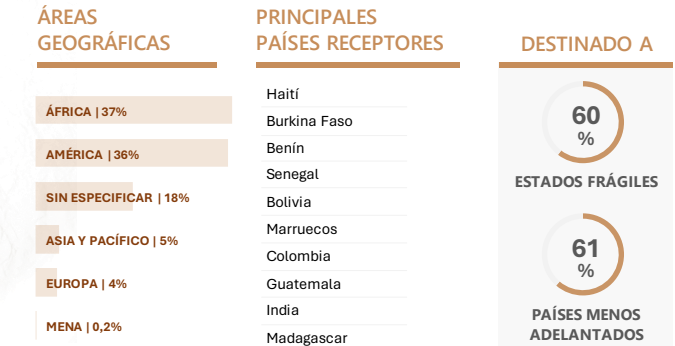 ÁREAS
GEOGRÁFICAS
ÁFRICA | 37%
AMÉRICA | 36%
SIN ESPECIFICAR | 18%
ASIA Y PACÍFICO | 5%
EUROPA | 4%
MENA | 0,2%
PRINCIPALES
PAÍSES RECEPTORES
Haití
Burkina Faso
Benín
Senegal
Bolivia
Marruecos
Colombia
Guatemala
India
Madagascar
DESTINADO A
60
%
ESTADOS FRÁGILES
61
%
PAÍSES MENOS
ADELANTADOS